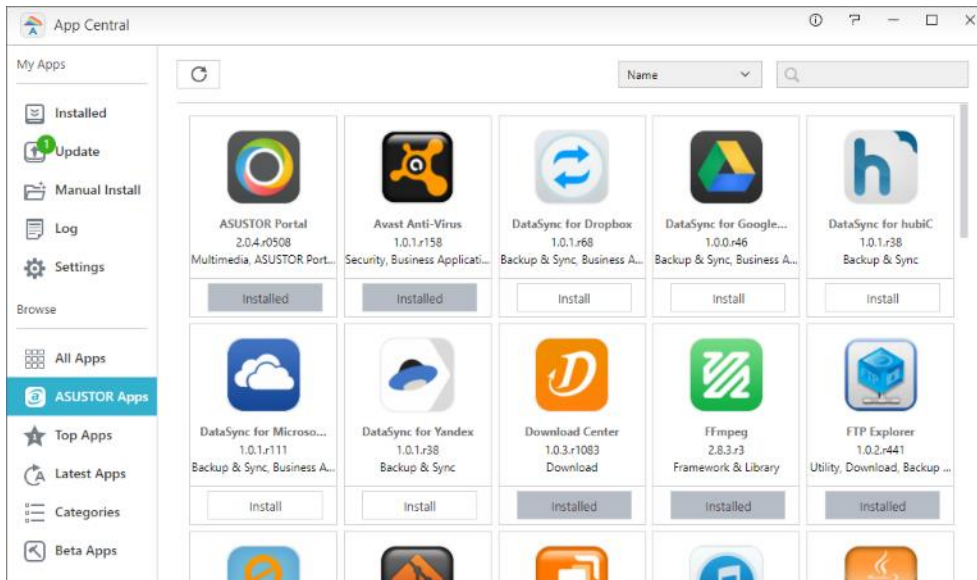 App Central
My Apps
Installed
1
Update
Manual Install
Log
Settings
Browse
All Apps
ASUSTOR Apps
Top Apps
Latest Apps
Categories
Beta Apps
Name
ASUSTOR Portal
2.0.4.r0508
Multimedia, ASUSTOR Port...
Installed
Avast Anti-Virus
1.0.1.r158
Security, Business Applicati...
Installed
DataSync for Dropbox
1.0.1.r68
Backup & Sync, Business A...
Install
DataSync for Google...
1.0.0.r46
Backup & Sync, Business A...
Install
DataSync for hubiC
1.0.1.r38
Backup & Sync
Install
DataSync for Microso...
1.0.1.r111
Backup & Sync, Business A...
Install
DataSync for Yandex
1.0.1.r38
Backup & Sync
Install
Download Center
1.0.3.r1083
Download
Installed
FFmpeg
2.8.3.r3
Framework & Library
Installed
FTP Explorer
1.0.2.r441
Utility, Download, Backup ...
Installed